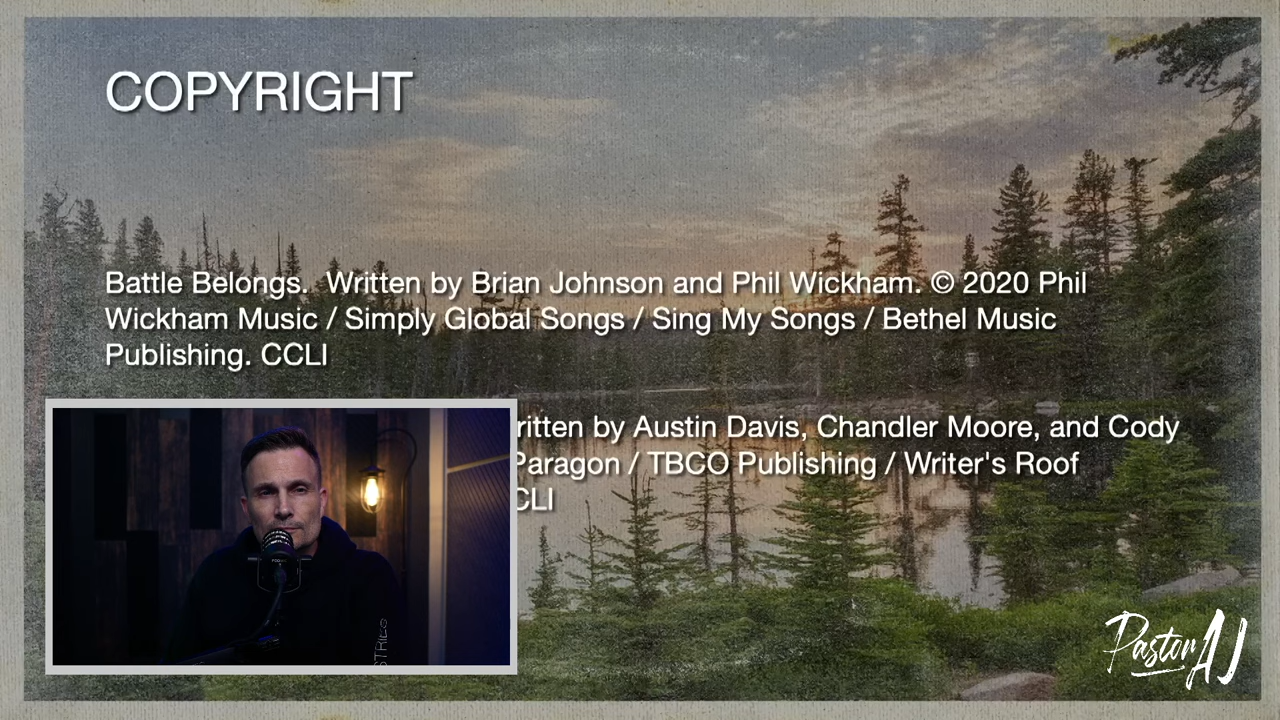 COPYRIGHT
Battle Belongs. Written by Brian Johnson and Phil Wickham. © 2020 Phil
Wickham Music / Simply Global Songs / Sing My Songs / Bethel Music
Publishing. CCLI
ritten by Austin Davis, Chandler Moore, and Cody
Paragon / TBCO Publishing / Writer's Roof
CLI
STRIES
Pastor AJ